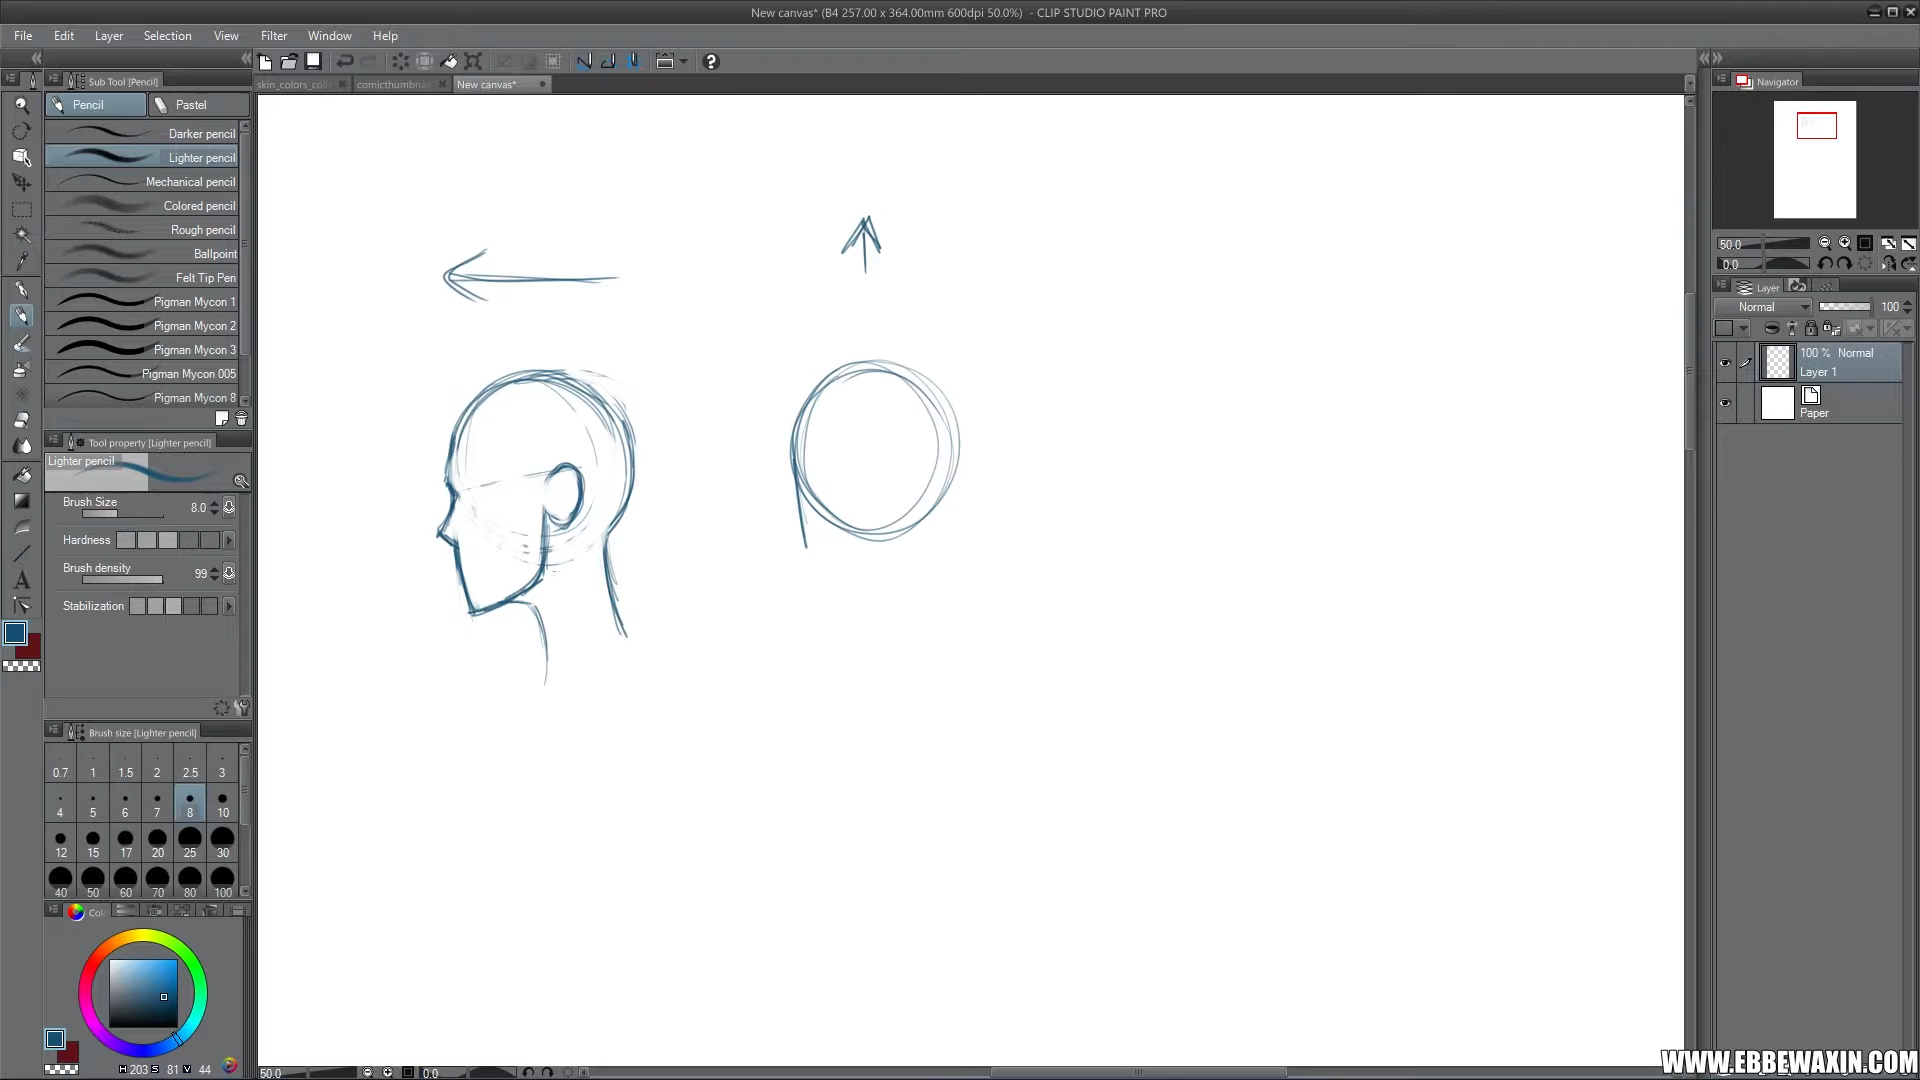 New canvas* (B4 257.00 x 364.00mm 600dpi 50.0%) - CLIP STUDIO PAINT PRO
File Edit Layer Selection View Filter Window Help
Sub Tool [Pencil]
skin_colors_coll
comicthumbna
New canvas*
Navigator
Pencil
Pastel
Darker pencil
Lighter pencil
Mechanical pencil
Colored pencil
Rough pencil
Ballpoint
Felt Tip Pen
Pigman Mycon 1
Pigman Mycon 2
Pigman Mycon 3
Pigman Mycon 005
Pigman Mycon 8
50.0
0.0
Layer
Normal 100
100 % Normal
Layer 1
Paper
Tool property [Lighter pencil]
Lighter pencil
Brush Size 8.0
Hardness
Brush density 99
Stabilization
Brush size [Lighter pencil]
0.7 1 1.5 2 2.5 3
4 5 6 7 8 10
12 15 17 20 25 30
40 50 60 70 80 100
Colo
H 203 S 81 V 44
50.0 0.0
WWW.EBBEWAXIN.COM